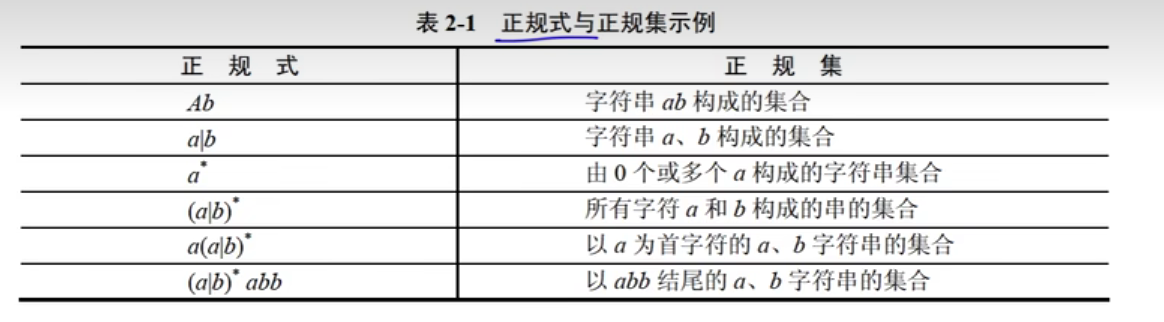 表 2-1 正规式与正规集示例
正 规 式 正 规 集
Ab 字符串 ab 构成的集合
a|b 字符串 a、b 构成的集合
a* 由 0 个或多个 a 构成的字符串集合
(a|b)* 所有字符 a 和 b 构成的串的集合
a(a|b)* 以 a 为首字符的 a、b 字符串的集合
(a|b)* abb 以 abb 结尾的 a、b 字符串的集合